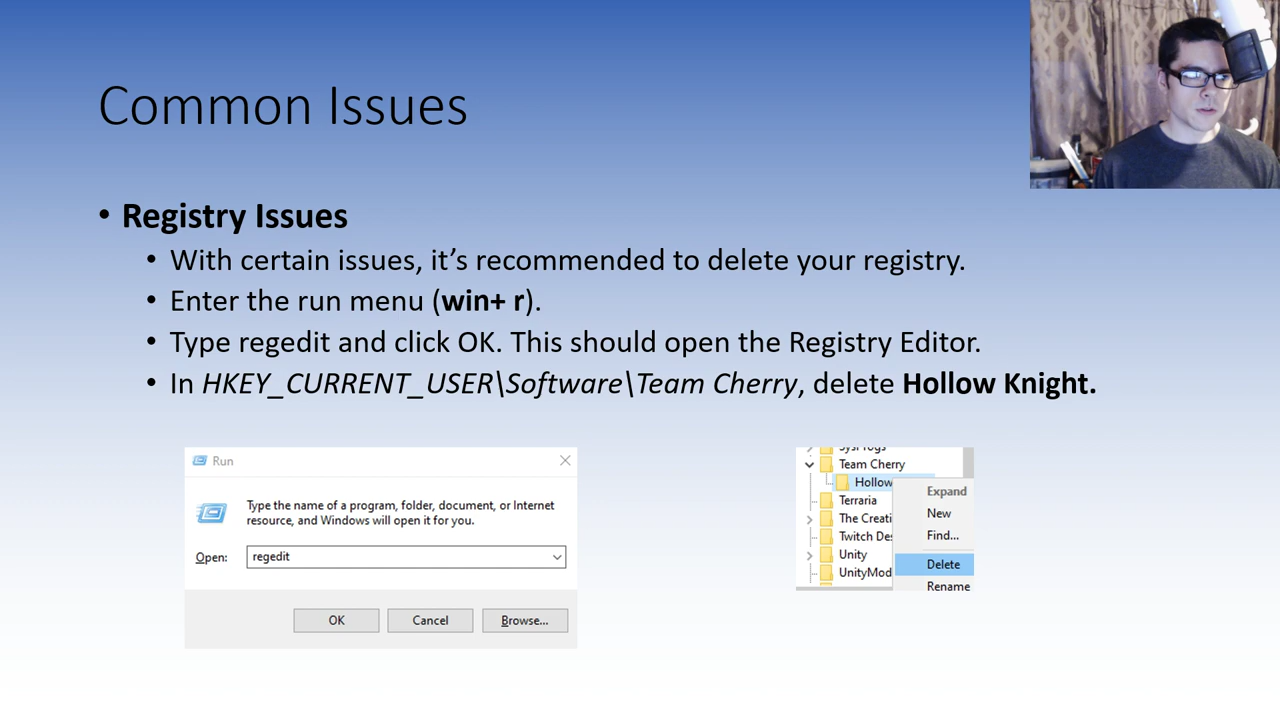 Common Issues
• Registry Issues
• With certain issues, it’s recommended to delete your registry.
• Enter the run menu (win+ r).
• Type regedit and click OK. This should open the Registry Editor.
• In HKEY_CURRENT_USER\Software\Team Cherry, delete Hollow Knight.
Run
Type the name of a program, folder, document, or Internet
resource, and Windows will open it for you.
Open:
regedit
OK
Cancel
Browse...
Team Cherry
Hollow
Terraria
The Creati
Twitch De
Unity
UnityMod
Expand
New
Find...
Delete
Rename